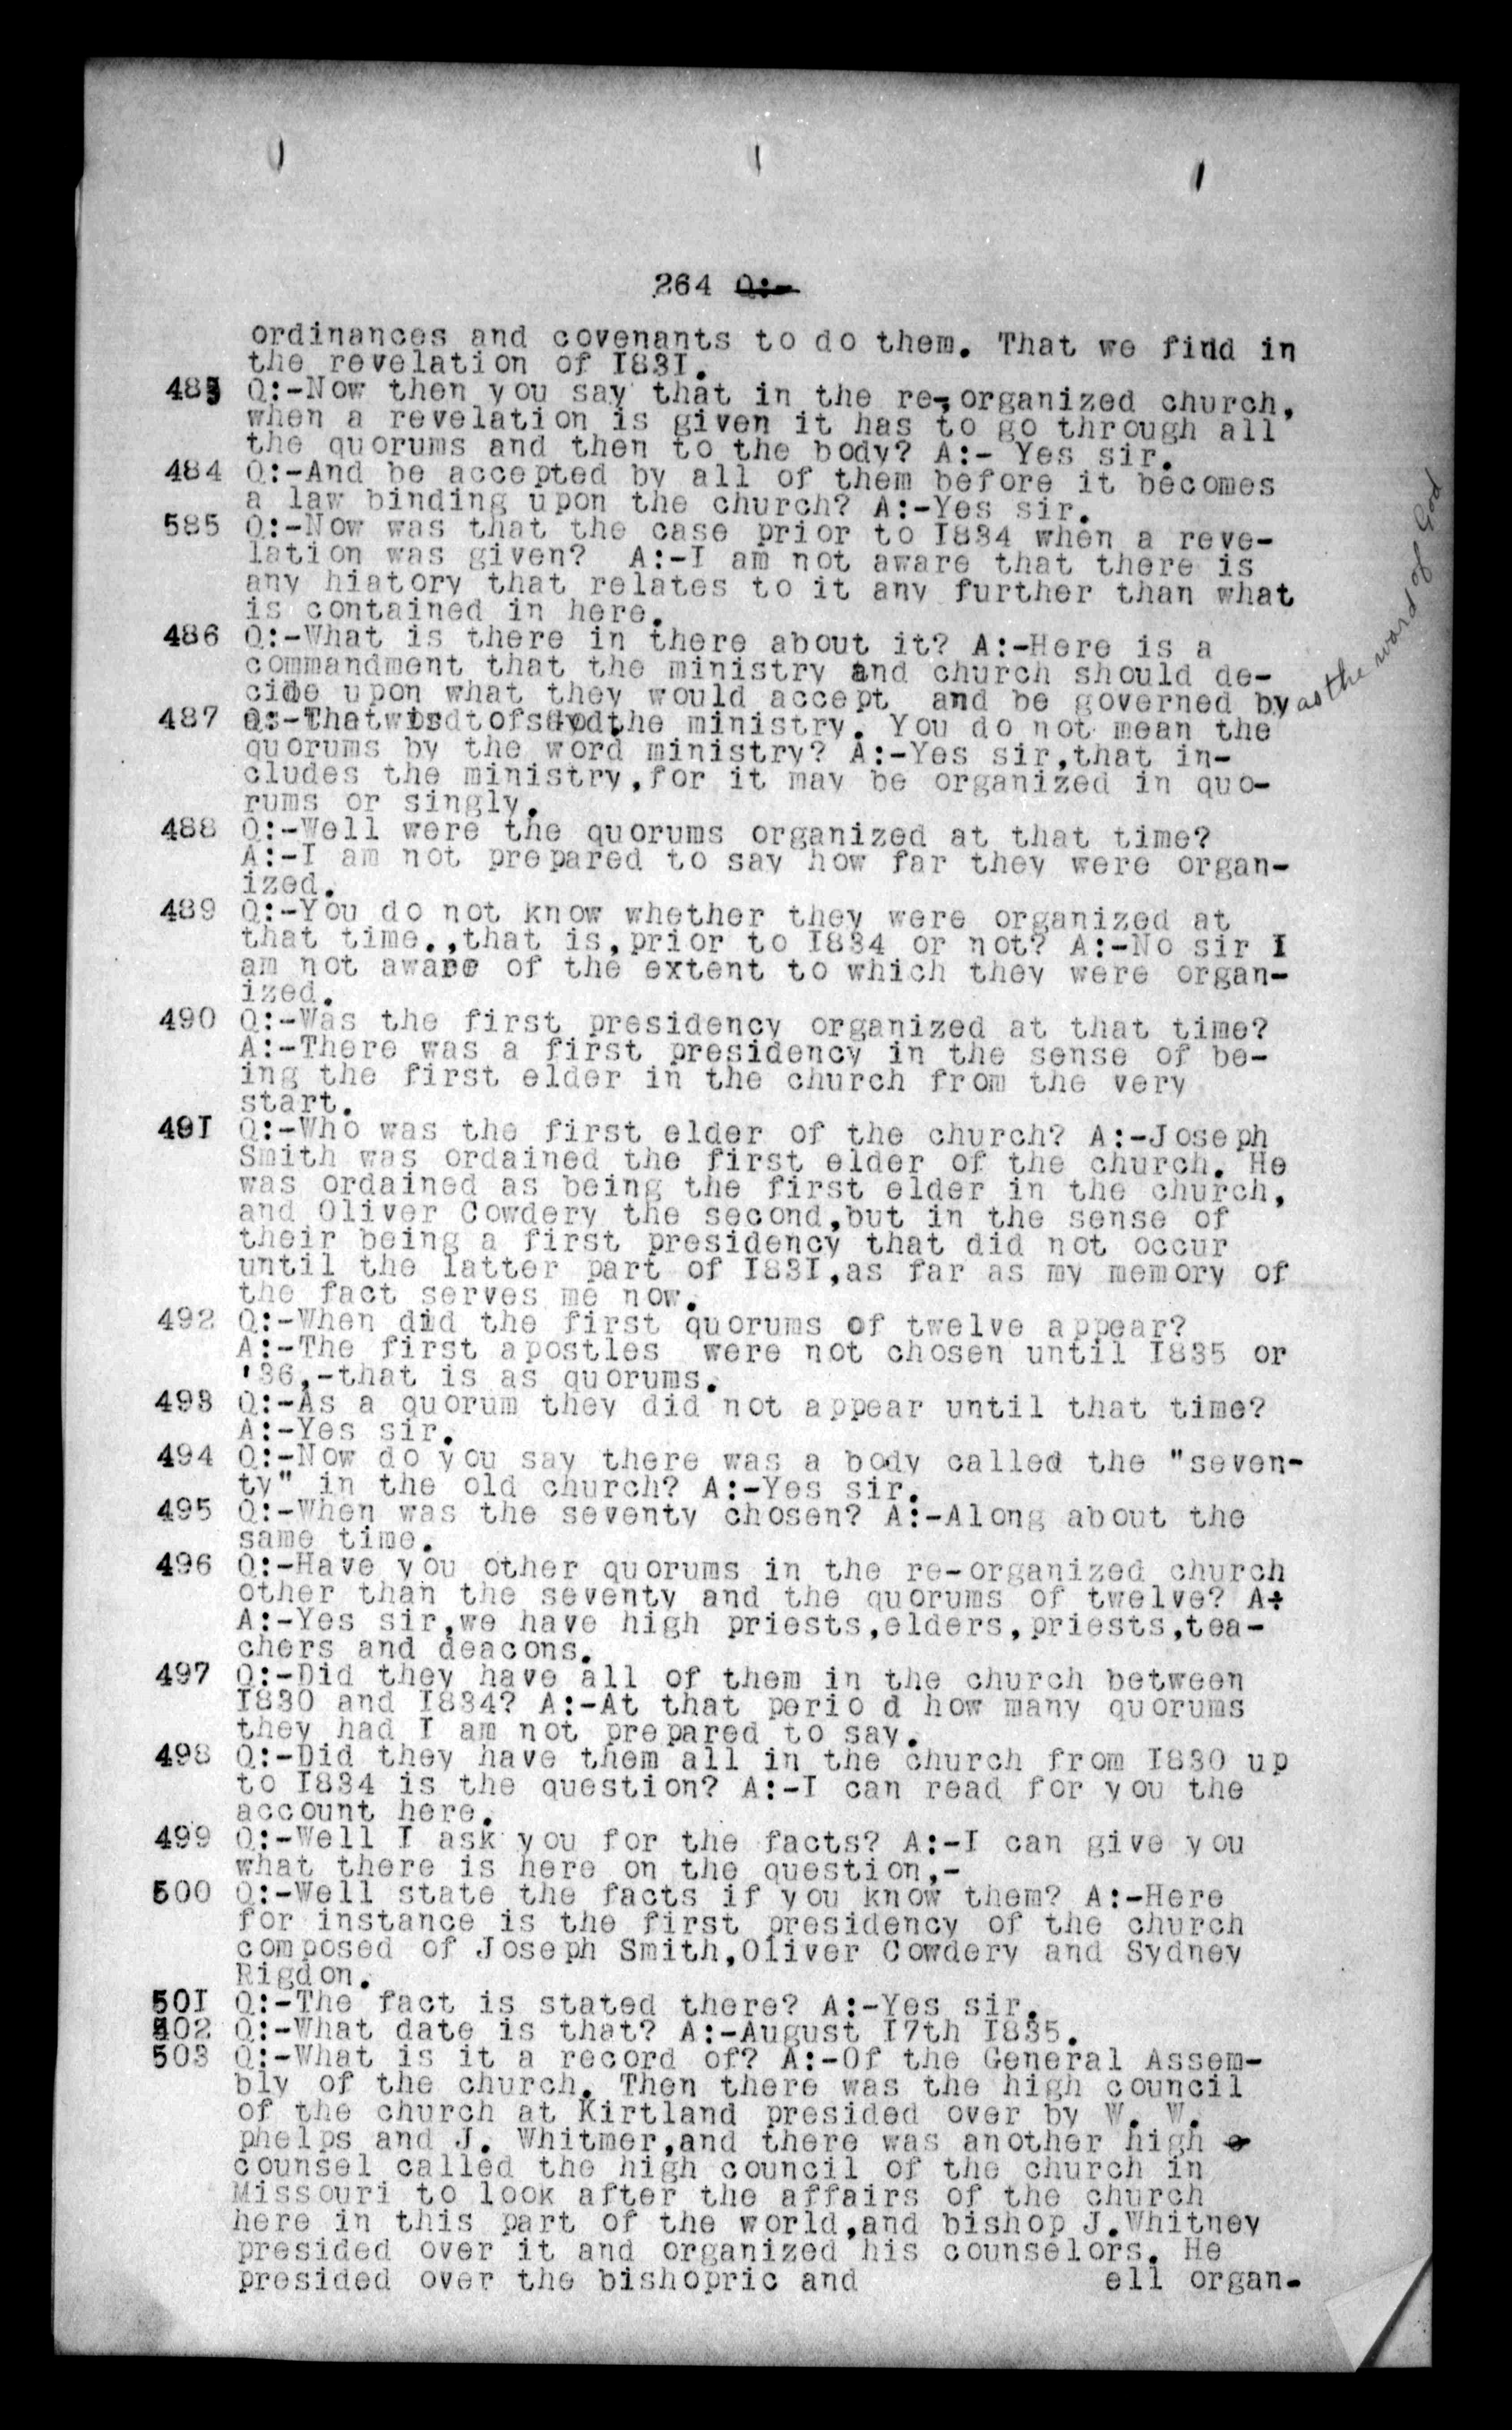 264 Q:-
ordinances and covenants to do them. That we find in
the revelation of I83I.
483 Q:-Now then you say that in the re-organized church,
when a revelation is given it has to go through all
the quorums and then to the body? A:- Yes sir.
484 Q:-And be accepted by all of them before it becomes
a law binding upon the church? A:-Yes sir.
585 Q:-Now was that the case prior to I834 when a reve-
lation was given?  A:-I am not aware that there is
any hiatory that relates to it any further than what
is contained in here.
486 Q:-What is there in there about it? A:-Here is a
commandment that the ministry and church should de-
cide upon what they would accept  and be governed by as the word of God
487 Q:-That is to say, the ministry. You do not mean the
quorums by the word ministry? A:-Yes sir,that in-
cludes the ministry,for it may be organized in quo-
rums or singly.
488 Q:-Well were the quorums organized at that time?
A:-I am not prepared to say how far they were organ-
ized.
489 Q:-You do not know whether they were organized at
that time.,that is,prior to I834 or not? A:-No sir I
am not aware of the extent to which they were organ-
ized.
490 Q:-Was the first presidency organized at that time?
A:-There was a first presidency in the sense of be-
ing the first elder in the church from the very
start.
49I Q:-Who was the first elder of the church? A:-Joseph
Smith was ordained the first elder of the church. He
was ordained as being the first elder in the church,
and Oliver Cowdery the second,but in the sense of
their being a first presidency that did not occur
until the latter part of I83I,as far as my memory of
the fact serves me now.
492 Q:-When did the first quorums of twelve appear?
A:-The first apostles  were not chosen until I835 or
'36,-that is as quorums.
493 Q:-As a quorum they did not appear until that time?
A:-Yes sir.
494 Q:-Now do you say there was a body called the "seven-
ty" in the old church? A:-Yes sir.
495 Q:-When was the seventy chosen? A:-Along about the
same time.
496 Q:-Have you other quorums in the re-organized church
other than the seventy and the quorums of twelve? A:
A:-Yes sir,we have high priests,elders,priests,tea-
chers and deacons.
497 Q:-Did they have all of them in the church between
I830 and I834? A:-At that perio d how many quorums
they had I am not prepared to say.
498 Q:-Did they have them all in the church from I830 up
to I834 is the question? A:-I can read for you the
account here.
499 Q:-Well I ask you for the facts? A:-I can give you
what there is here on the question,-
500 Q:-Well state the facts if you know them? A:-Here
for instance is the first presidency of the church
composed of Joseph Smith,Oliver Cowdery and Sydney
Rigdon.
50I Q:-The fact is stated there? A:-Yes sir.
502 Q:-What date is that? A:-August I7th I835.
503 Q:-What is it a record of? A:-Of the General Assem-
bly of the church. Then there was the high council
of the church at Kirtland presided over by W. W.
phelps and J. Whitmer,and there was another high c
counsel called the high council of the church in
Missouri to look after the affairs of the church
here in this part of the world,and bishop J.Whitney
presided over it and organized his counselors. He
presided over the bishopric and ell organ-